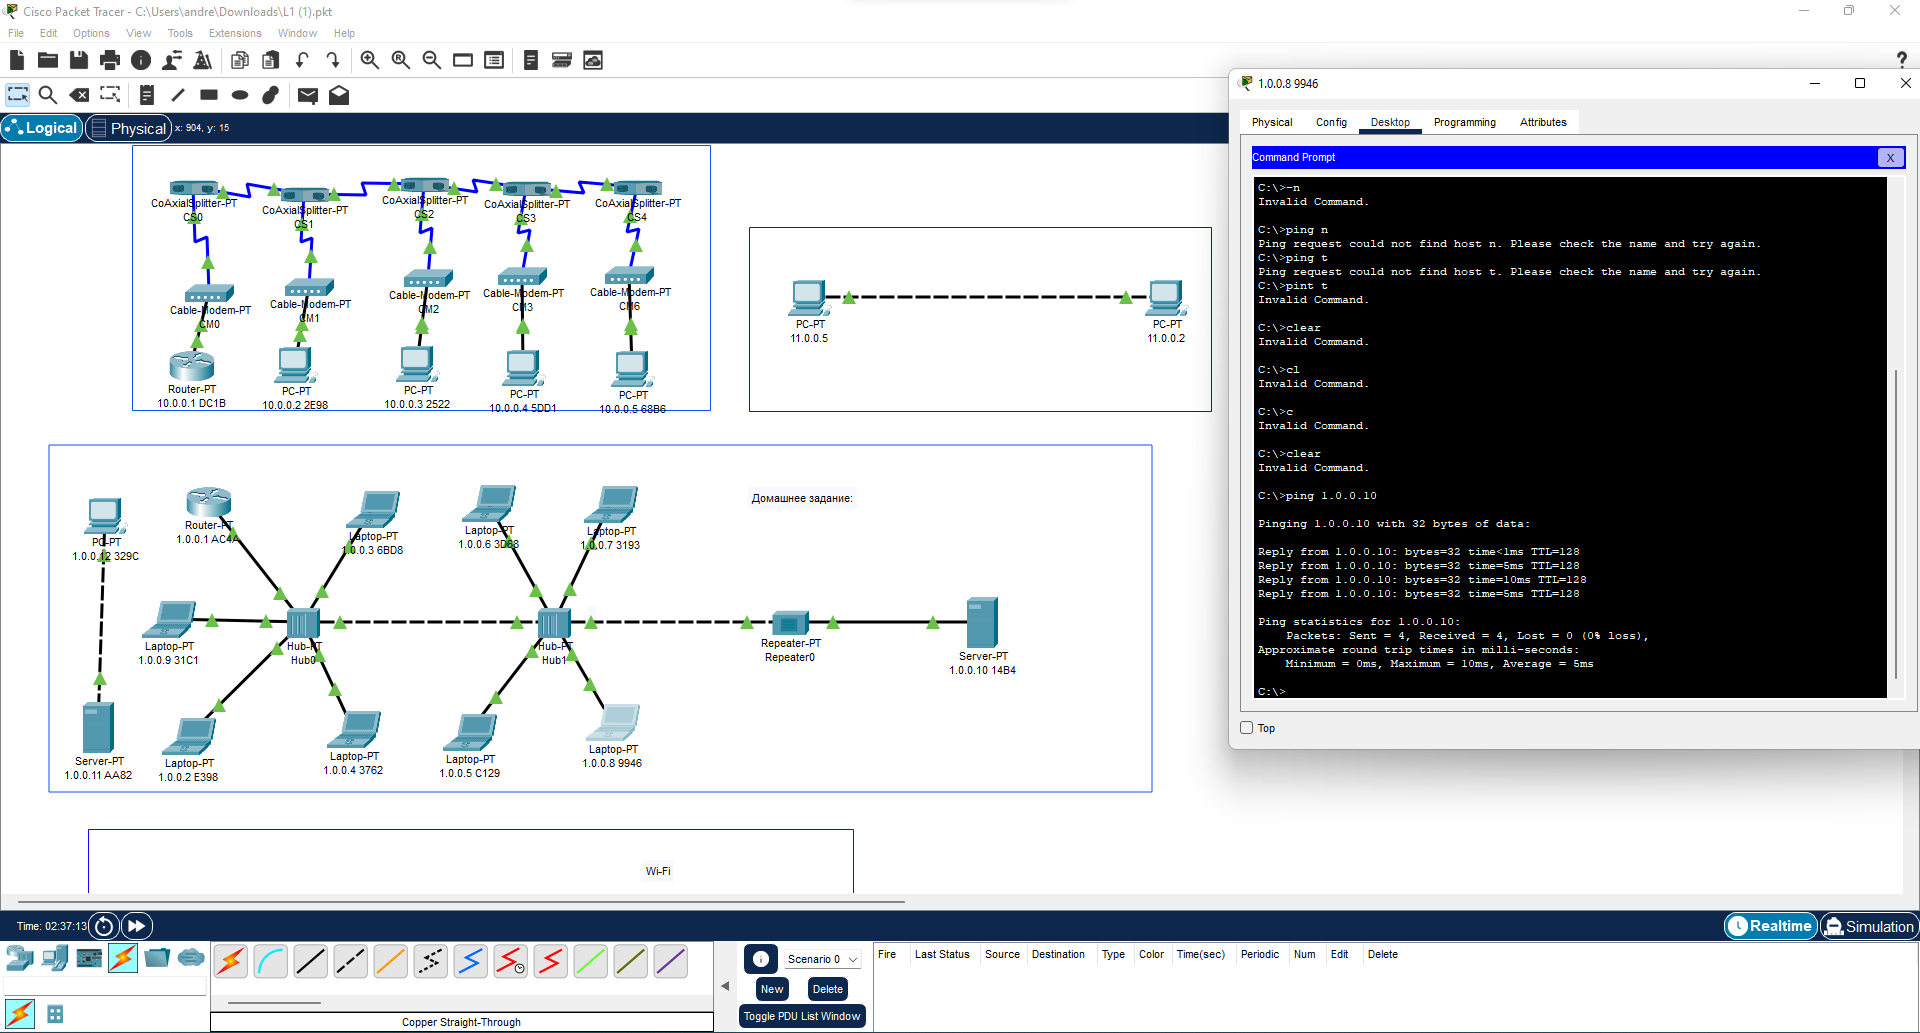 Cisco Packet Tracer - C:\Users\andre\Downloads\L1 (1).pkt
File Edit Options View Tools Extensions Window Help
?
Logical Physical x: 904, y: 15
CoAxialSplitter-PT
CS0
CoAxialSplitter-PT
CS1
CoAxialSplitter-PT
CS2
CoAxialSplitter-PT
CS3
CoAxialSplitter-PT
CS4
Cable-Modem-PT
CM0
Cable-Modem-PT
CM1
Cable-Modem-PT
CM2
Cable-Modem-PT
CM3
Cable-Modem-PT
CM6
Router-PT
10.0.0.1 DC1B
PC-PT
10.0.0.2 2E98
PC-PT
10.0.0.3 2522
PC-PT
10.0.0.4 5DD1
PC-PT
10.0.0.5 68B6
PC-PT
11.0.0.5
PC-PT
11.0.0.2
Домашнее задание:
PC-PT
1.0.0.12 329C
Router-PT
1.0.0.1 AC4A
Laptop-PT
1.0.0.3 6BD8
Laptop-PT
1.0.0.6 3D68
Laptop-PT
1.0.0.7 3193
Laptop-PT
1.0.0.9 31C1
Hub-PT
Hub0
Hub-PT
Hub1
Repeater-PT
Repeater0
Server-PT
1.0.0.10 14B4
Server-PT
1.0.0.11 AA82
Laptop-PT
1.0.0.2 E398
Laptop-PT
1.0.0.4 3762
Laptop-PT
1.0.0.5 C129
Laptop-PT
1.0.0.8 9946
Wi-Fi
1.0.0.8 9946
Physical Config Desktop Programming Attributes
Command Prompt X
C:\>-n
Invalid Command.
C:\>ping n
Ping request could not find host n. Please check the name and try again.
C:\>ping t
Ping request could not find host t. Please check the name and try again.
C:\>pint t
Invalid Command.
C:\>clear
Invalid Command.
C:\>cl
Invalid Command.
C:\>c
Invalid Command.
C:\>clear
Invalid Command.
C:\>ping 1.0.0.10
Pinging 1.0.0.10 with 32 bytes of data:
Reply from 1.0.0.10: bytes=32 time<1ms TTL=128
Reply from 1.0.0.10: bytes=32 time=5ms TTL=128
Reply from 1.0.0.10: bytes=32 time=10ms TTL=128
Reply from 1.0.0.10: bytes=32 time=5ms TTL=128
Ping statistics for 1.0.0.10:
Packets: Sent = 4, Received = 4, Lost = 0 (0% loss),
Approximate round trip times in milli-seconds:
Minimum = 0ms, Maximum = 10ms, Average = 5ms
C:\>
Top
Time: 02:37:13
Realtime Simulation
Scenario 0
New Delete
Toggle PDU List Window
Fire Last Status Source Destination Type Color Time(sec) Periodic Num Edit Delete
Copper Straight-Through